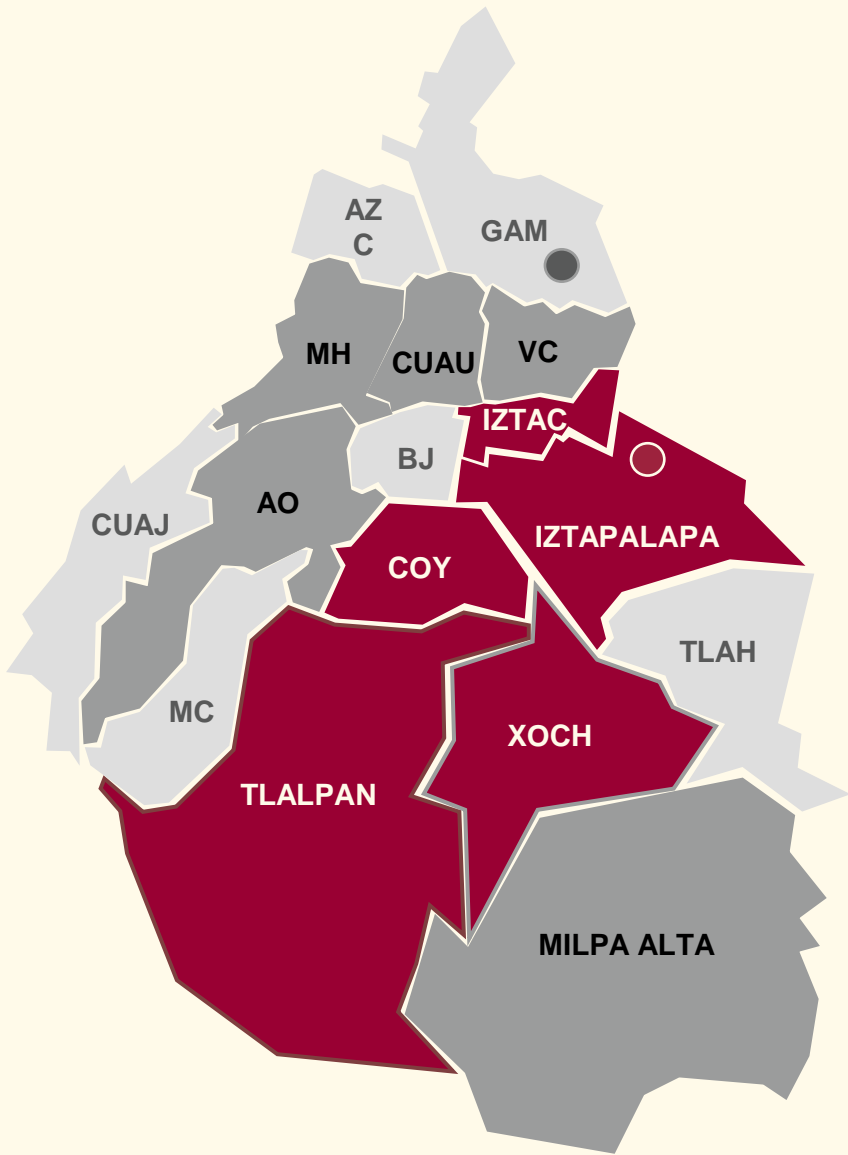 AZ
C
GAM
MH
CUAU
VC
IZTAC
BJ
CUAJ
AO
IZTAPALAPA
COY
TLAH
MC
XOCH
TLALPAN
MILPA ALTA